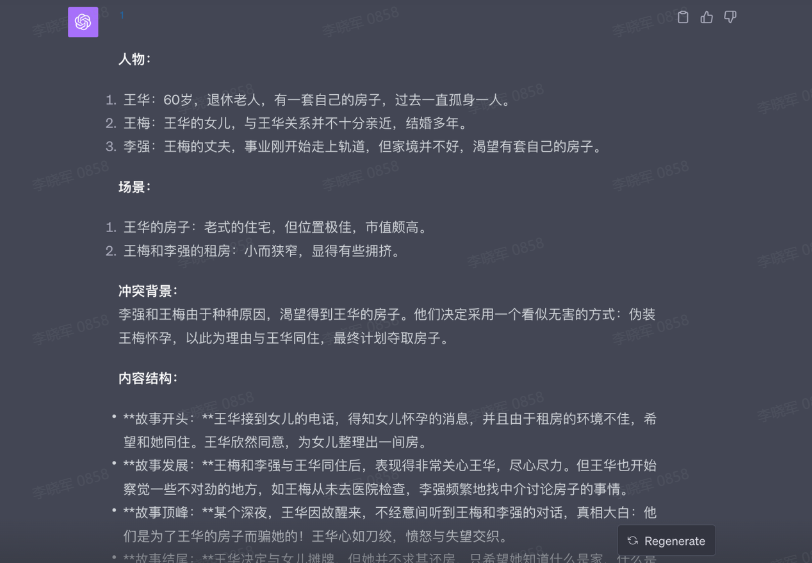 1
人物：
1. 王华：60岁，退休老人，有一套自己的房子，过去一直孤身一人。
2. 王梅：王华的女儿，与王华关系并不十分亲近，结婚多年。
3. 李强：王梅的丈夫，事业刚开始走上轨道，但家境并不好，渴望有套自己的房子。
场景：
1. 王华的房子：老式的住宅，但位置极佳，市值颇高。
2. 王梅和李强的租房：小而狭窄，显得有些拥挤。
冲突背景：
李强和王梅由于种种原因，渴望得到王华的房子。他们决定采用一个看似无害的方式：伪装
王梅怀孕，以此为理由与王华同住，最终计划夺取房子。
内容结构：
• **故事开头：**王华接到女儿的电话，得知女儿怀孕的消息，并且由于租房的环境不佳，希
望和她同住。王华欣然同意，为女儿整理出一间房。
• **故事发展：**王梅和李强与王华同住后，表现得非常关心王华，尽心尽力。但王华也开始
察觉一些不对劲的地方，如王梅从未去医院检查，李强频繁地找中介讨论房子的事情。
• **故事顶峰：**某个深夜，王华因故醒来，不经意间听到王梅和李强的对话，真相大白：他
们是为了王华的房子而骗她的！王华心如刀绞，愤怒与失望交织。
Regenerate
• **故事结尾：**王华决定与女儿摊牌，但她并不求其还房，只希望她知道什么是家，什么是
李晓军 0858